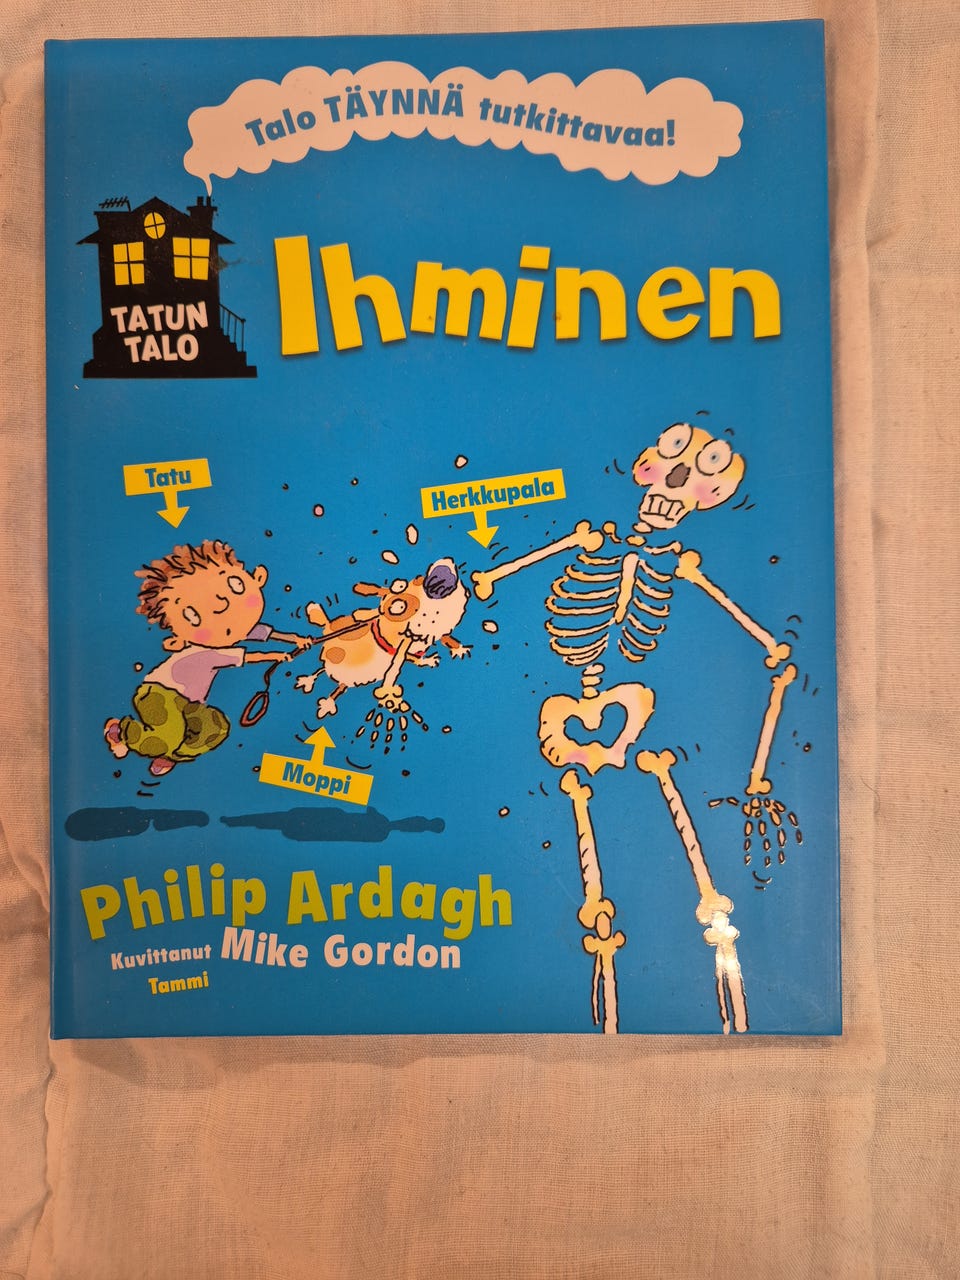 Talo TÄYNNÄ tutkittavaa!
TATUN
TALO
Ihminen
Tatu
Herkkupala
Moppi
Philip Ardagh
Kuvittanut Mike Gordon
Tammi